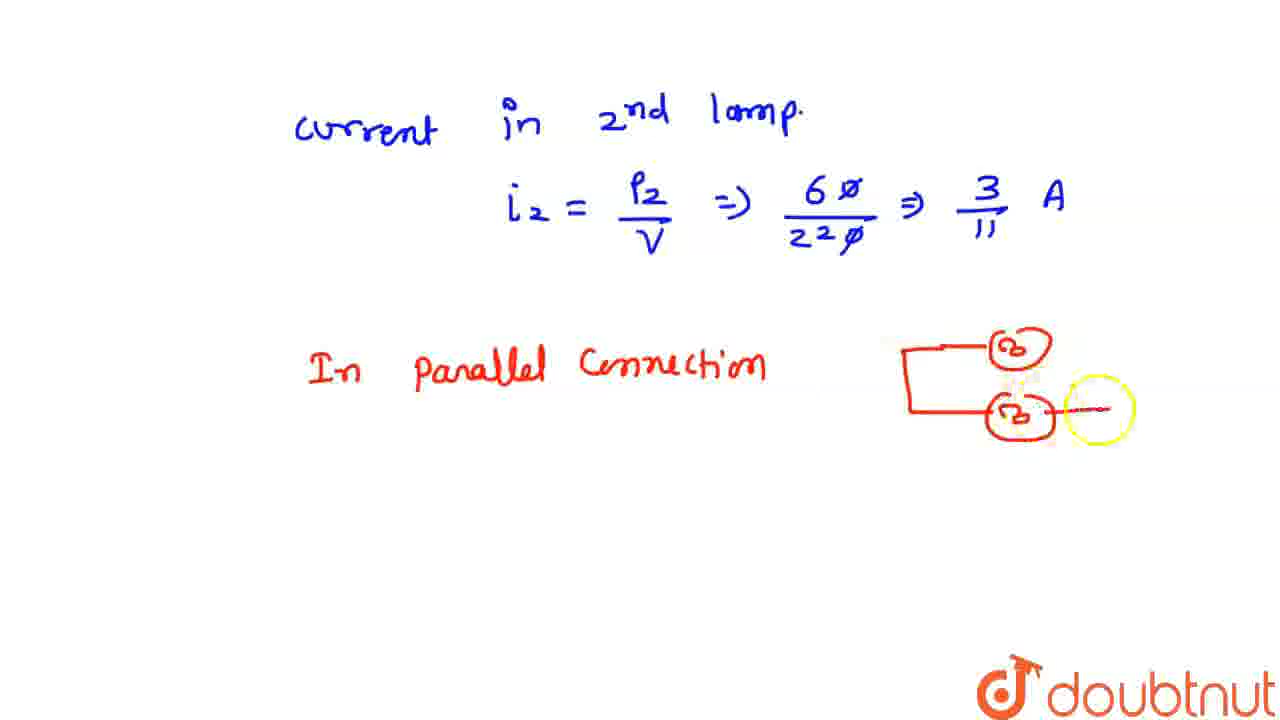 current in 2nd lamp.
i2 = P2/V => 60/220 => 3/11 A
In Parallel Connection
doubtnut